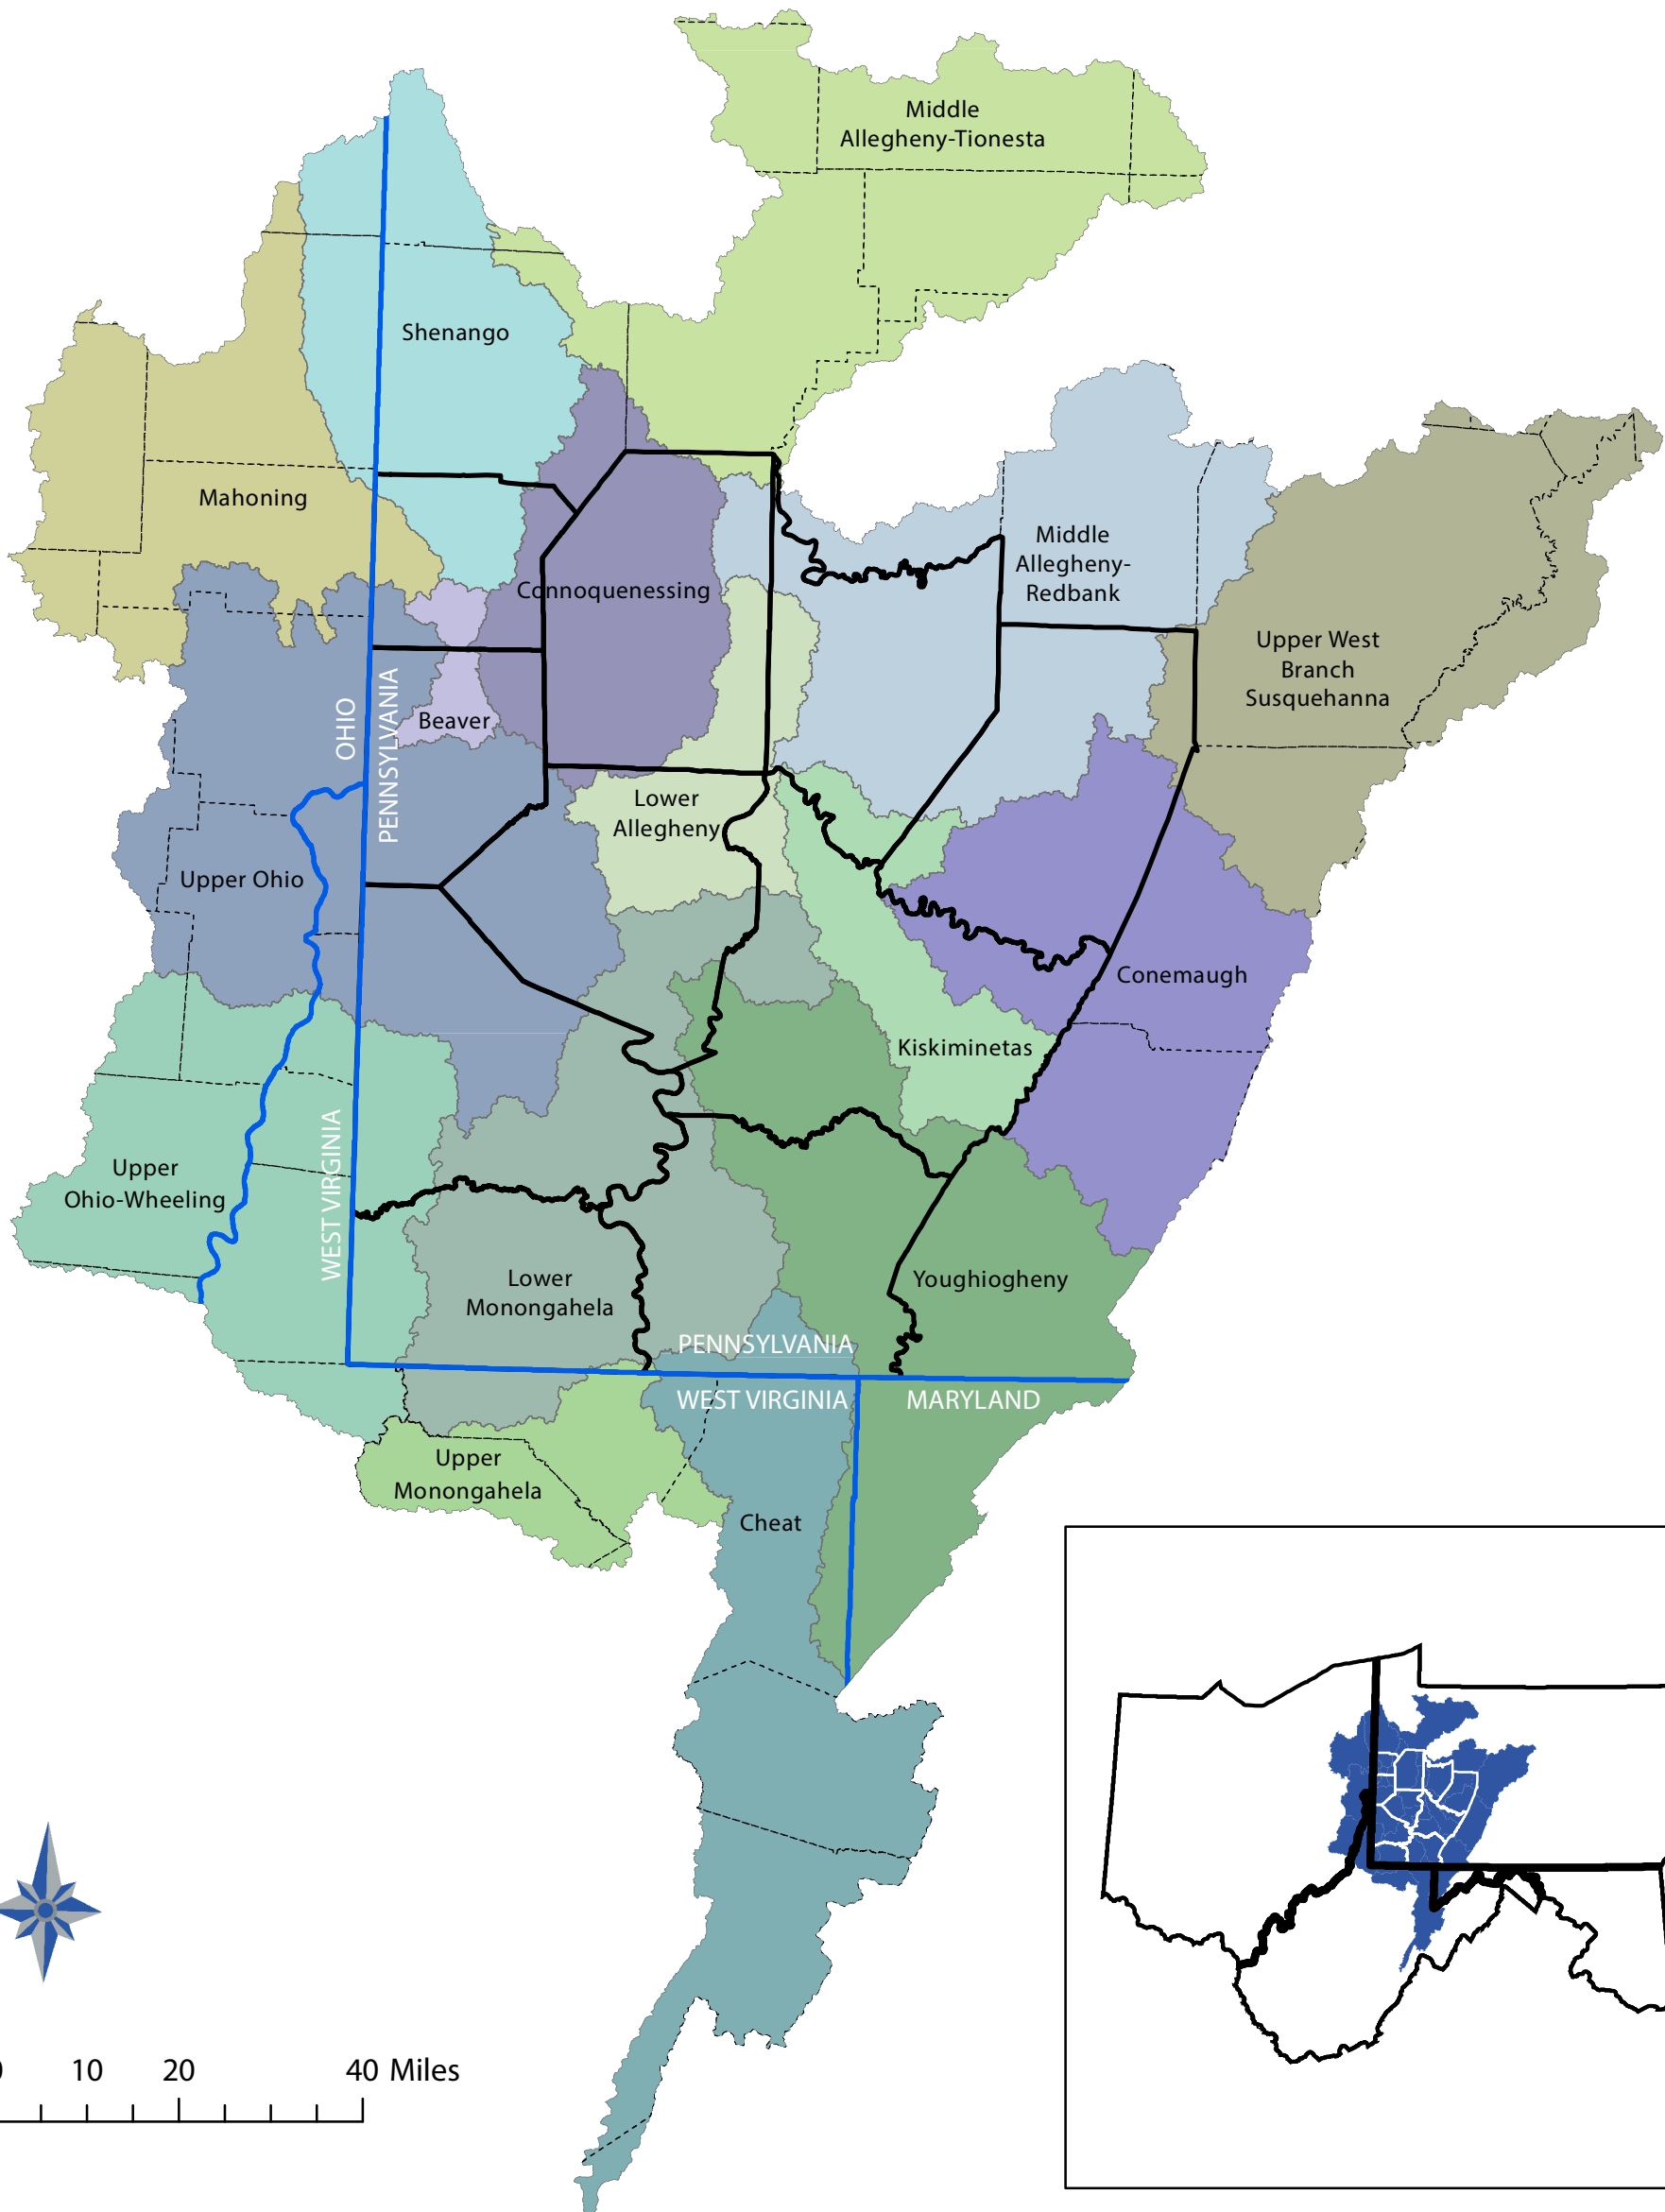 Middle
Allegheny-Tionesta
Shenango
Mahoning
Middle
Allegheny-
Redbank
Connoquenessing
Upper West
Branch
Susquehanna
OHIO
PENNSYLVANIA
Beaver
Lower
Allegheny
Upper Ohio
Conemaugh
Kiskiminetas
WEST VIRGINIA
Upper
Ohio-Wheeling
Lower
Monongahela
Youghiogheny
PENNSYLVANIA
WEST VIRGINIA
MARYLAND
Upper
Monongahela
Cheat
10 20 40 Miles